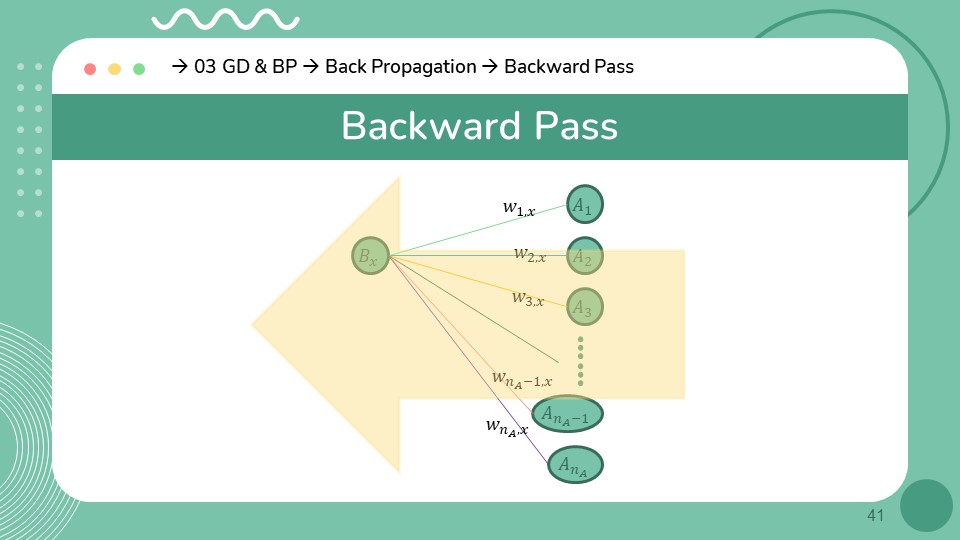 → 03 GD & BP → Back Propagation → Backward Pass
Backward Pass
w_{1,x}
A_1
B_x
w_{2,x}
A_2
w_{3,x}
A_3
w_{n_A−1,x}
A_{n_A−1}
w_{n_A,x}
A_{n_A}
41